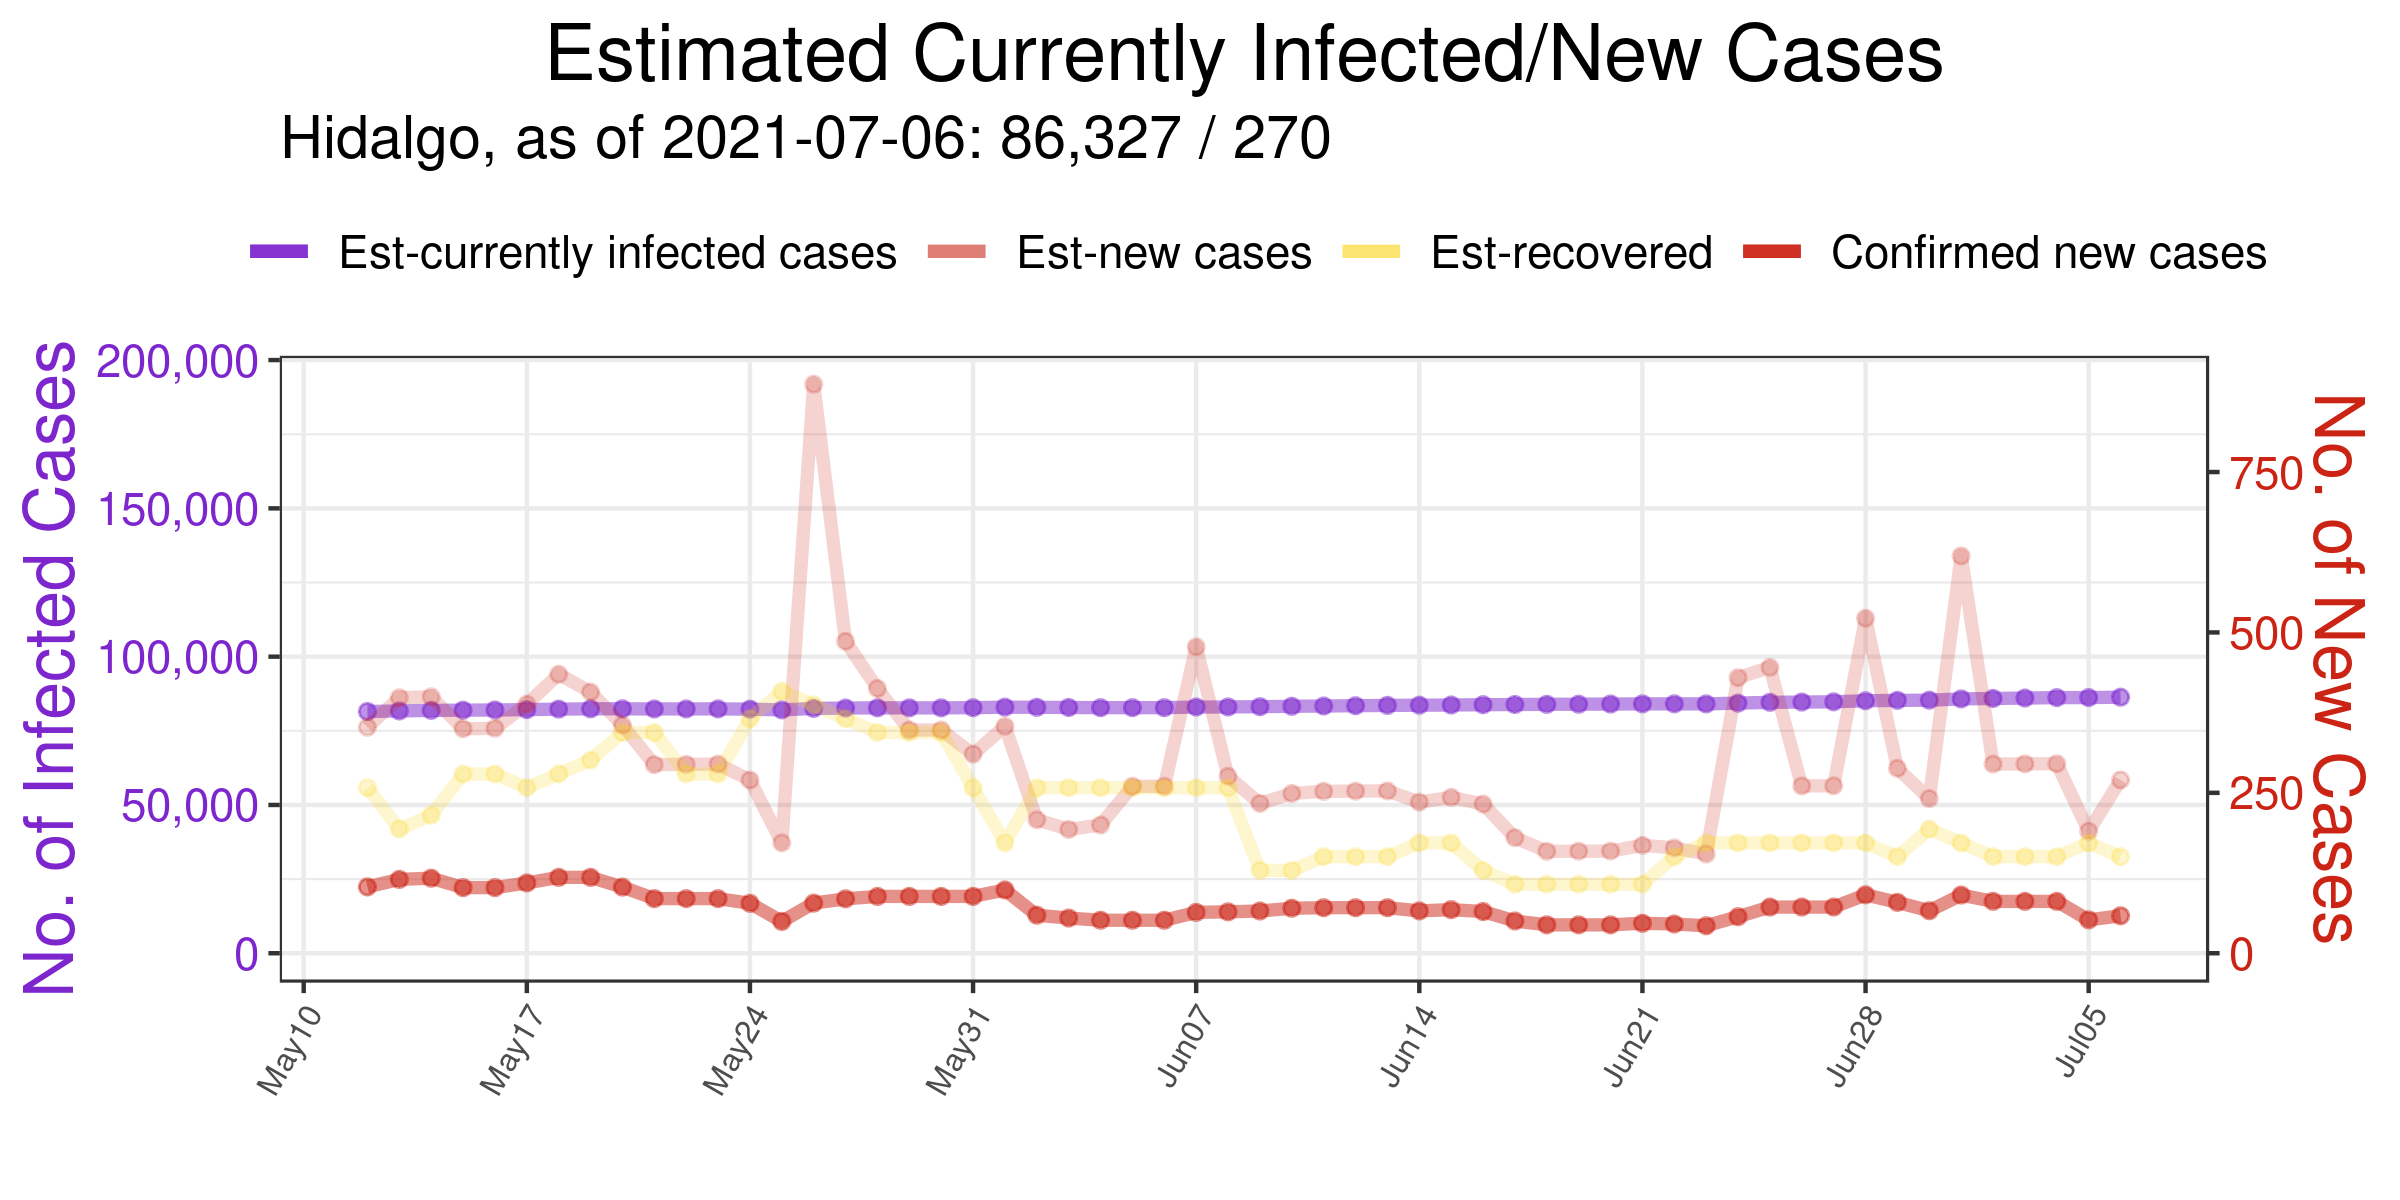 Estimated Currently Infected/New Cases
Hidalgo, as of 2021-07-06: 86,327 / 270
Est-currently infected cases Est-new cases Est-recovered Confirmed new cases
No. of Infected Cases
200,000
150,000
100,000
50,000
0
750
500
250
0
No. of New Cases
May10 May17 May24 May31 Jun07 Jun14 Jun21 Jun28 Jul05